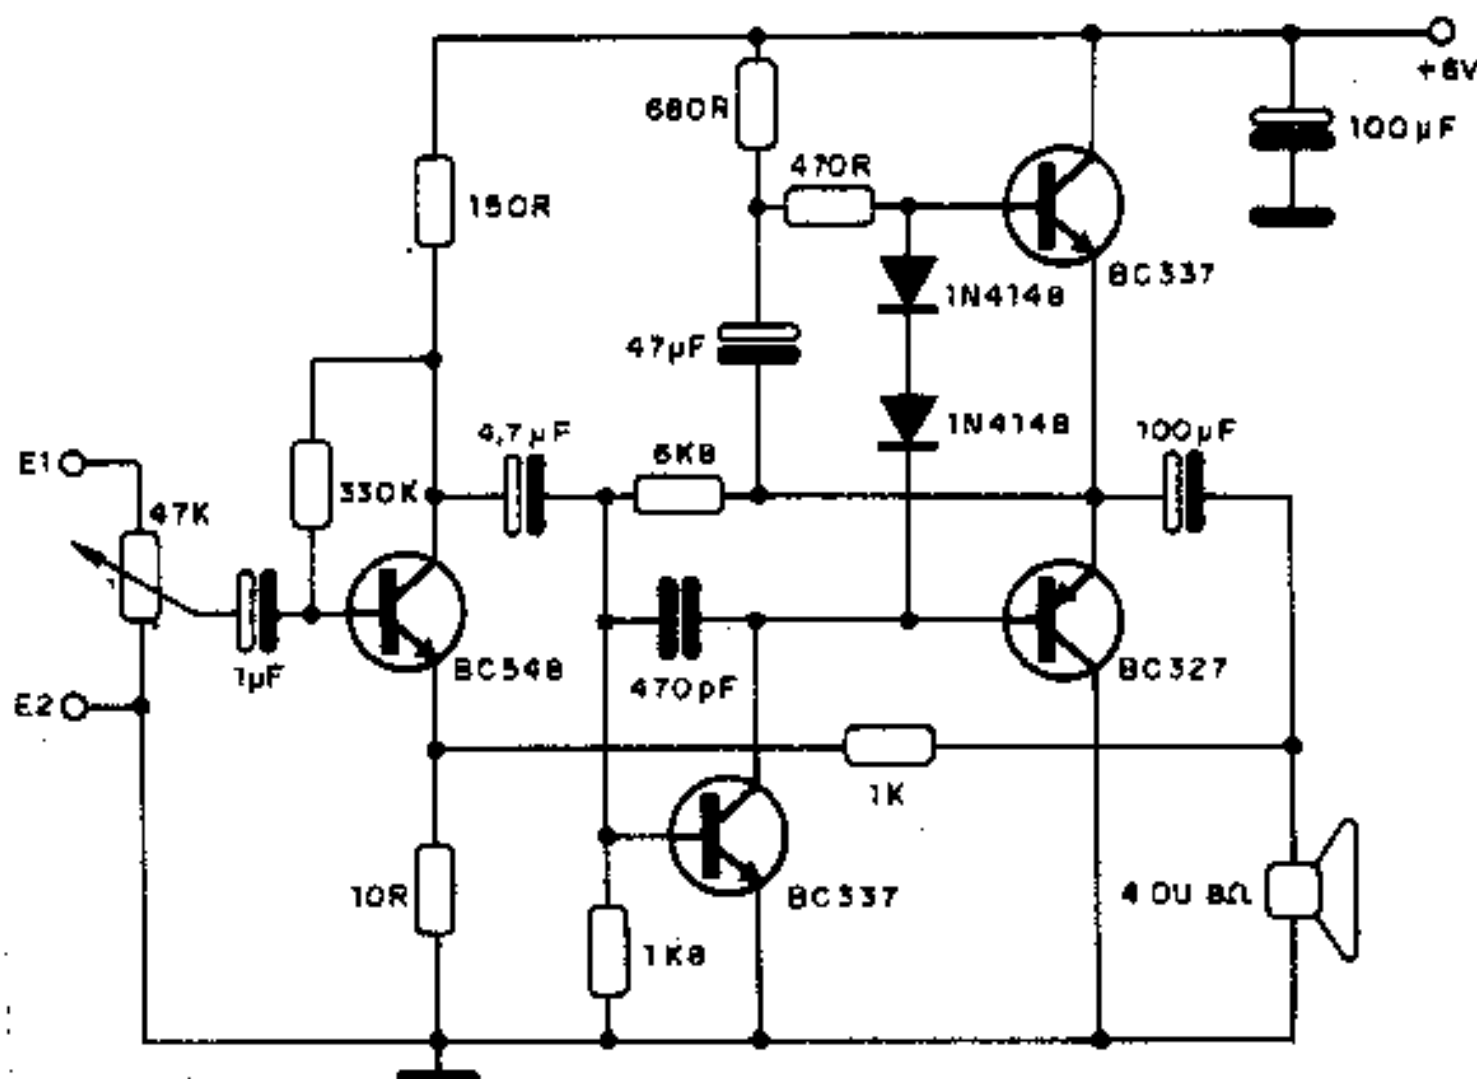 +6V
680R
100µF
470R
150R
BC337
1N4148
47µF
1N4148
4,7µF
100µF
E1
6K8
330K
47K
BC548
BC327
1µF
470pF
E2
1K
10R
BC337
4 OU 8Ω
1K8